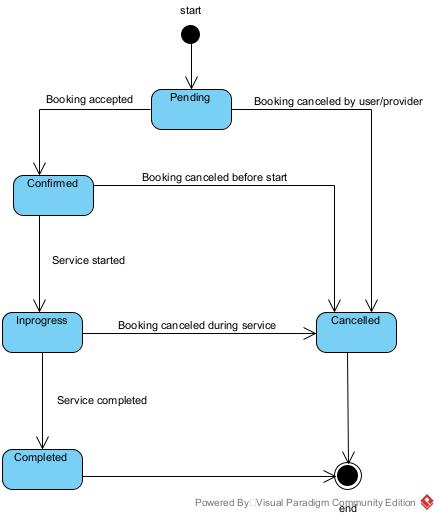 start
Pending
Booking accepted
Booking canceled by user/provider
Confirmed
Booking canceled before start
Service started
Inprogress
Booking canceled during service
Cancelled
Service completed
Completed
Powered By Visual Paradigm Community Edition
end